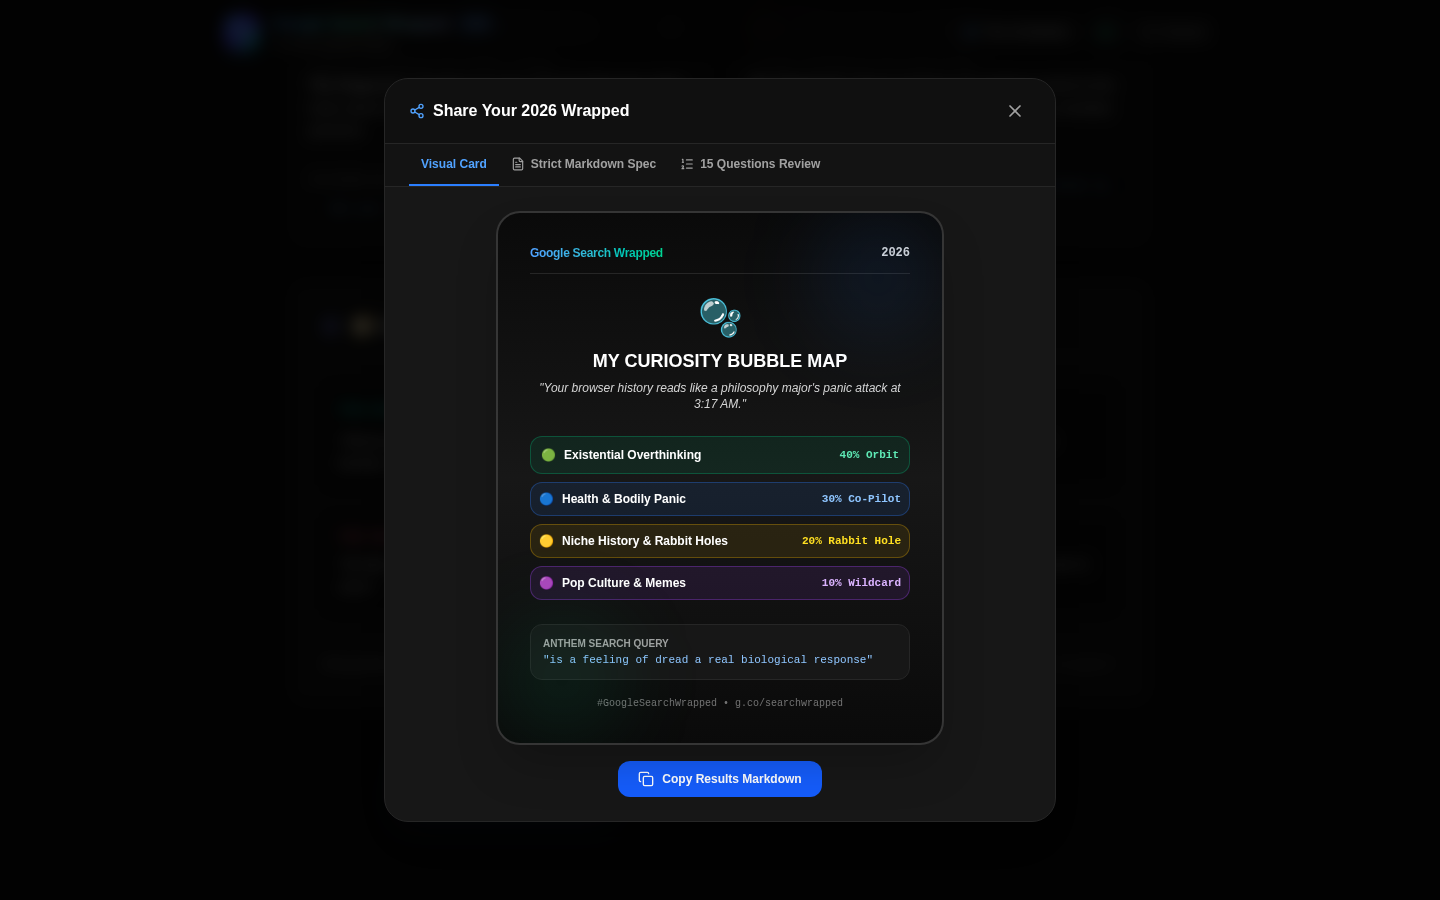 Share Your 2026 Wrapped
Visual Card
Strict Markdown Spec
15 Questions Review
Google Search Wrapped
2026
MY CURIOSITY BUBBLE MAP
"Your browser history reads like a philosophy major's panic attack at
3:17 AM."
Existential Overthinking
40% Orbit
Health & Bodily Panic
30% Co-Pilot
Niche History & Rabbit Holes
20% Rabbit Hole
Pop Culture & Memes
10% Wildcard
ANTHEM SEARCH QUERY
"is a feeling of dread a real biological response"
#GoogleSearchWrapped • g.co/searchwrapped
Copy Results Markdown